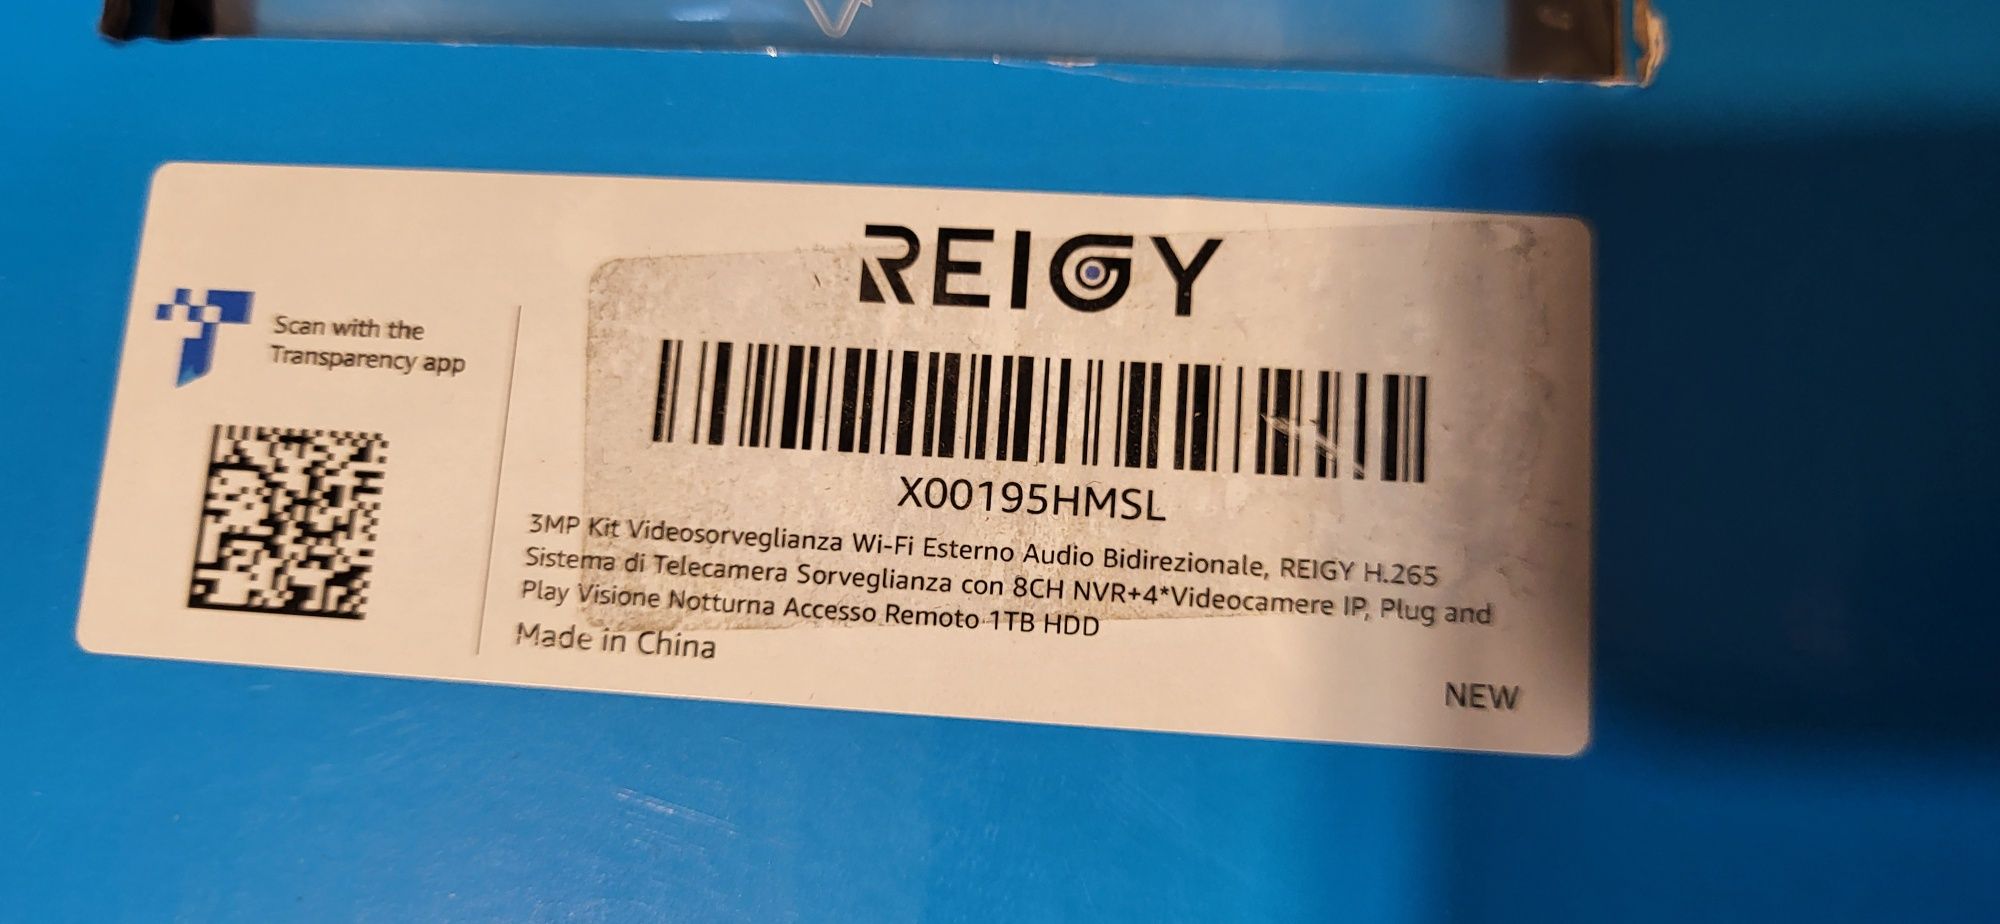 REIGY
Scan with the
Transparency app
X00195HMSL
3MP Kit Videosorveglianza Wi-Fi Esterno Audio Bidirezionale, REIGY H.265
Sistema di Telecamera Sorveglianza con 8CH NVR+4*Videocamere IP, Plug and
Play Visione Notturna Accesso Remoto 1TB HDD
Made in China
NEW